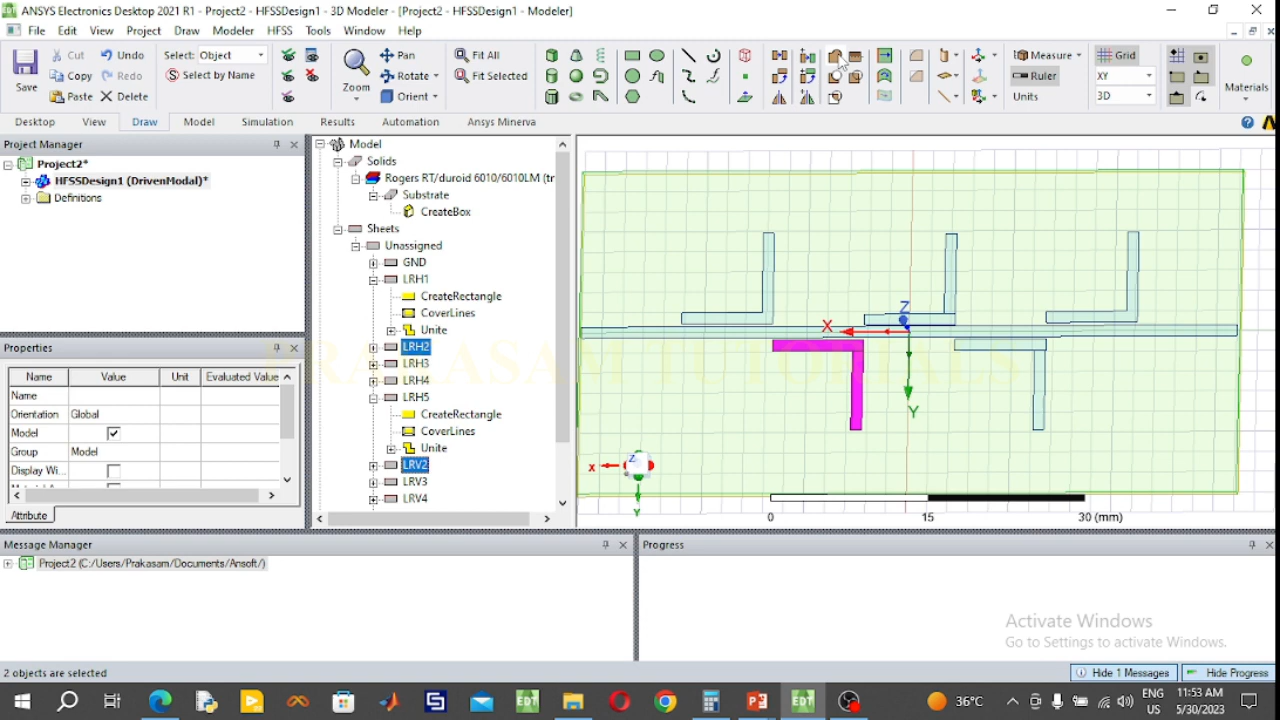 ANSYS Electronics Desktop 2021 R1 - Project2 - HFSSDesign1 - 3D Modeler - [Project2 - HFSSDesign1 - Modeler]
File Edit View Project Draw Modeler HFSS Tools Window Help
Save
Cut Undo Select: Object
Copy Redo Select by Name
Paste Delete
Zoom
Pan
Rotate
Orient
Fit All
Fit Selected
Measure Grid
Ruler XY
Units 3D
Materials
Desktop View Draw Model Simulation Results Automation Ansys Minerva
Project Manager
Project2*
HFSSDesign1 (DrivenModal)*
Definitions
Properties
Name Value Unit Evaluated Value
Name
Orientation Global
Model
Group Model
Display Wi...
Attribute
Model
Solids
Rogers RT/duroid 6010/6010LM (tr
Substrate
CreateBox
Sheets
Unassigned
GND
LRH1
CreateRectangle
CoverLines
Unite
LRH2
LRH3
LRH4
LRH5
CreateRectangle
CoverLines
Unite
LRV2
LRV3
LRV4
Z
X
Y
Z
X
Y
0 15 30 (mm)
PRAKASAM TUTORIALS
Message Manager
Project2 (C:/Users/Prakasam/Documents/Ansoft/)
Progress
Activate Windows
Go to Settings to activate Windows.
2 objects are selected
Hide 1 Messages Hide Progress
36°C
ENG
US
11:53 AM
5/30/2023